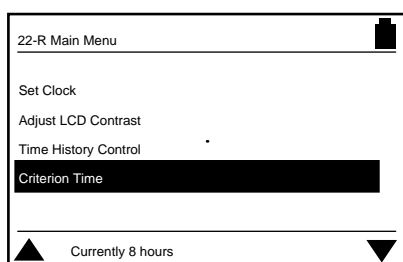 22-R Main Menu
Set Clock
Adjust LCD Contrast
Time History Control
Criterion Time
Currently 8 hours